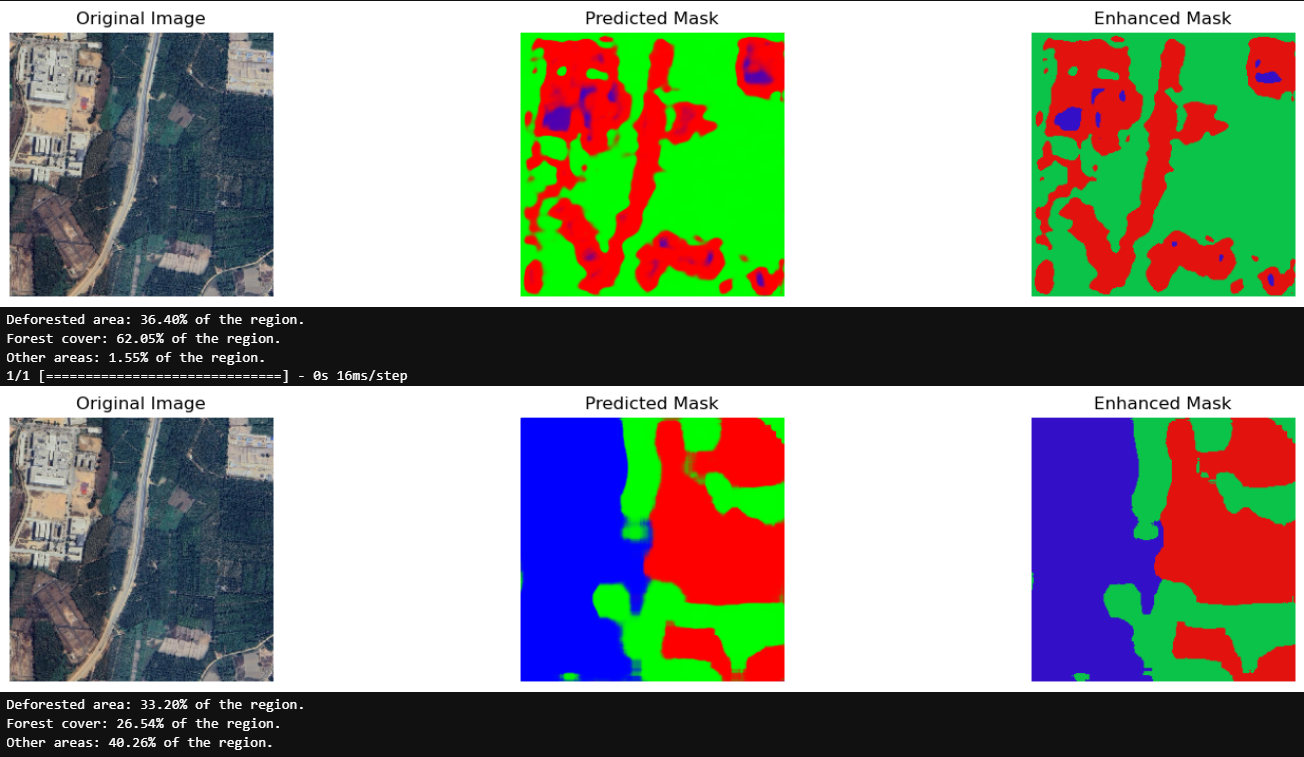 Original Image Predicted Mask Enhanced Mask
Deforested area: 36.40% of the region.
Forest cover: 62.05% of the region.
Other areas: 1.55% of the region.
1/1 [==============================] - 0s 16ms/step
Original Image Predicted Mask Enhanced Mask
Deforested area: 33.20% of the region.
Forest cover: 26.54% of the region.
Other areas: 40.26% of the region.